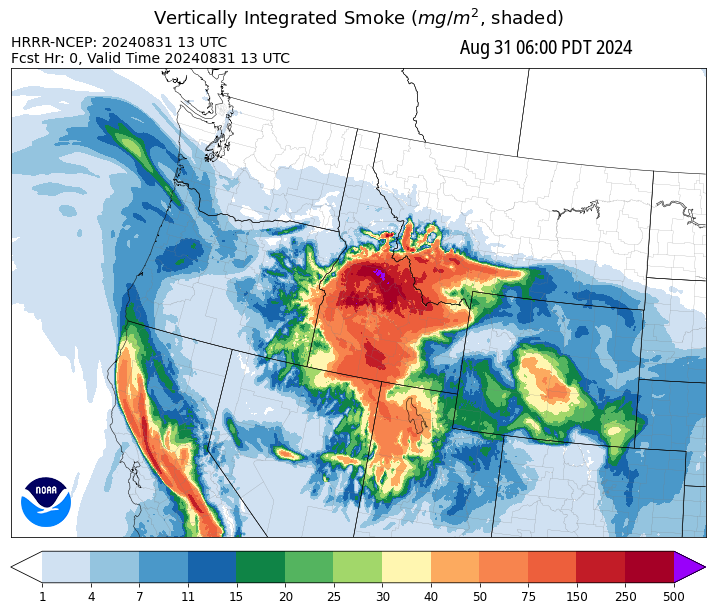 Vertically Integrated Smoke (mg/m², shaded)
HRRR-NCEP: 20240831 13 UTC
Aug 31 06:00 PDT 2024
Fcst Hr: 0, Valid Time 20240831 13 UTC
NOAA
1 4 7 11 15 20 25 30 40 50 75 150 250 500